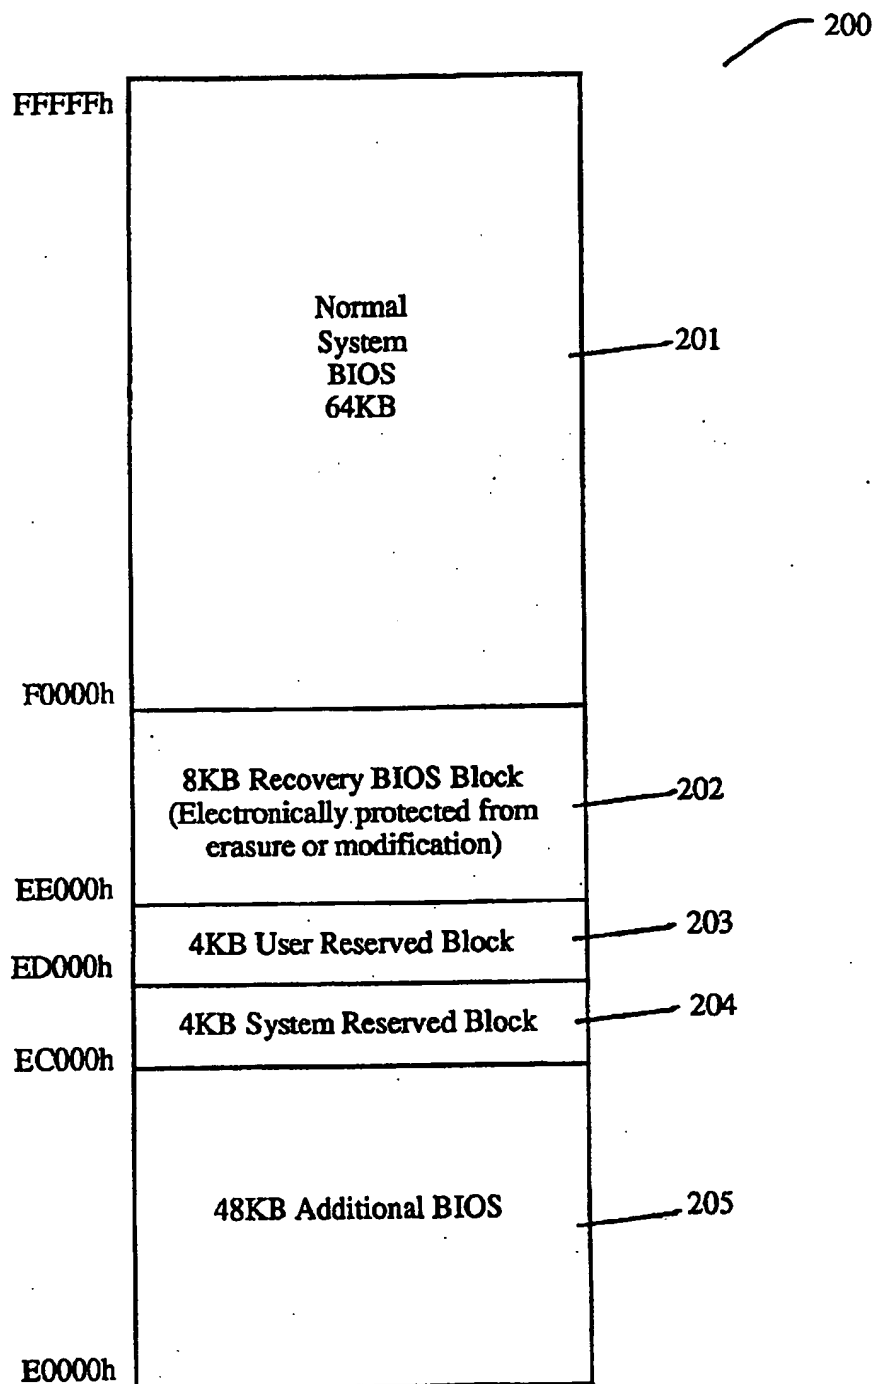 200
FFFFFh
Normal
System
BIOS
64KB
201
F0000h
8KB Recovery BIOS Block
(Electronically protected from
erasure or modification)
202
EE000h
4KB User Reserved Block
203
ED000h
4KB System Reserved Block
204
EC000h
48KB Additional BIOS
205
E0000h